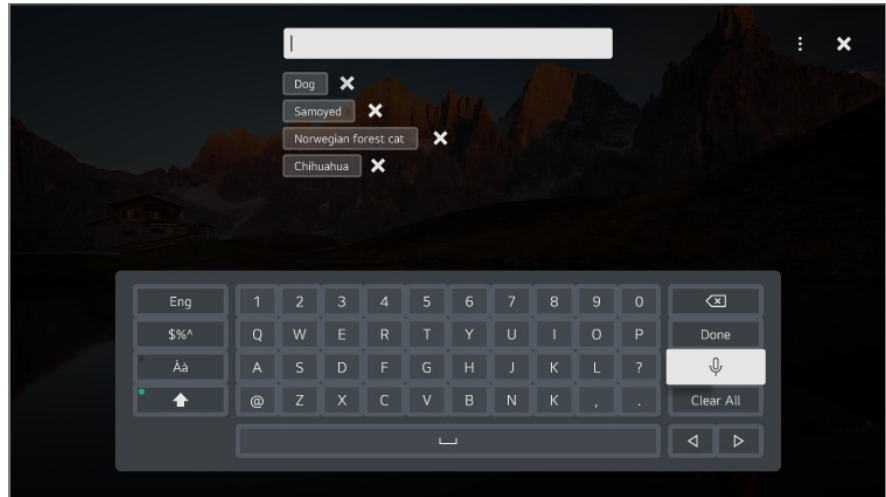 Dog
Samoyed
Norwegian forest cat
Chihuahua
Eng 1 2 3 4 5 6 7 8 9 0
$%^ Q W E R T Y U I O P Done
Àà A S D F G H J K L ?
@ Z X C V B N K , . Clear All